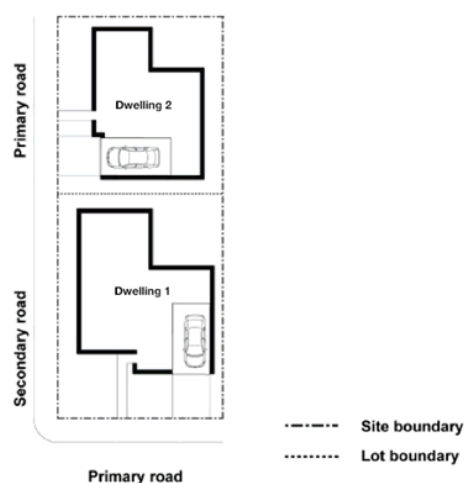 Primary road
Dwelling 2
Dwelling 1
Secondary road
Primary road
Site boundary
Lot boundary